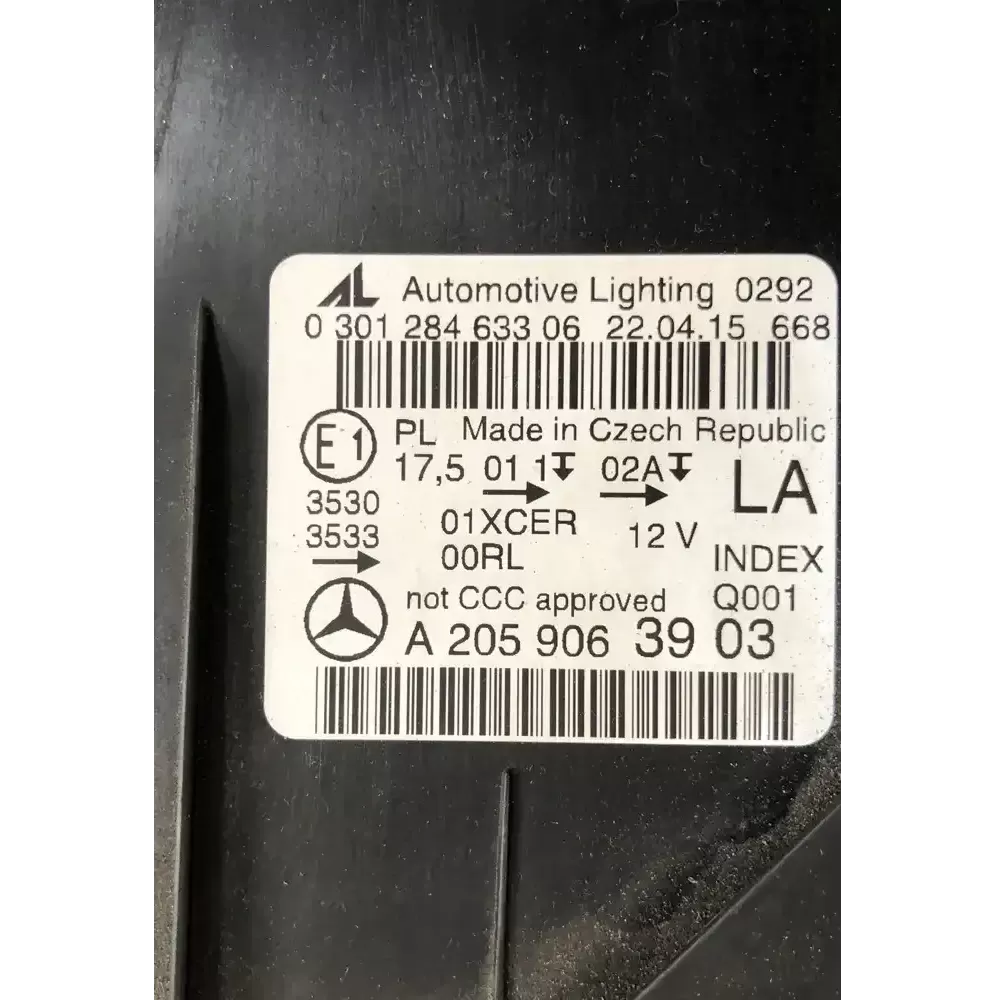 AL Automotive Lighting 0292
0 301 284 633 06 22.04.15 668
E1 PL Made in Czech Republic
17,5 01 1 02A LA
3530
3533 01XCER 12 V
00RL INDEX
not CCC approved Q001
A 205 906 39 03